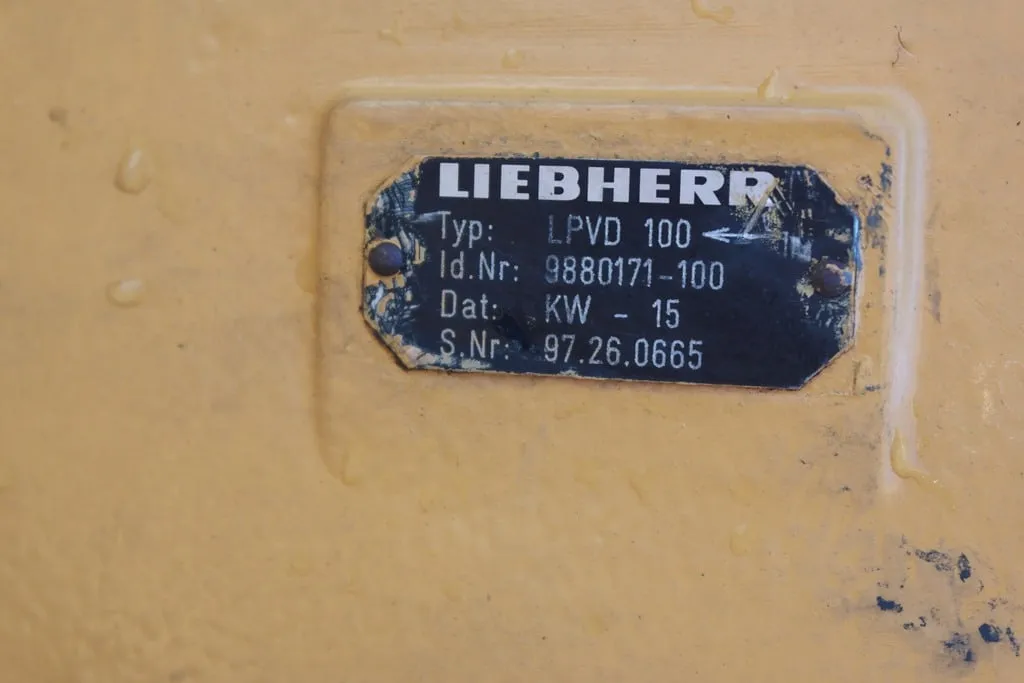 LIEBHERR
Typ: LPVD 100 ←
Id.Nr: 9880171-100
Dat: KW - 15
S.Nr: 97.26.0665